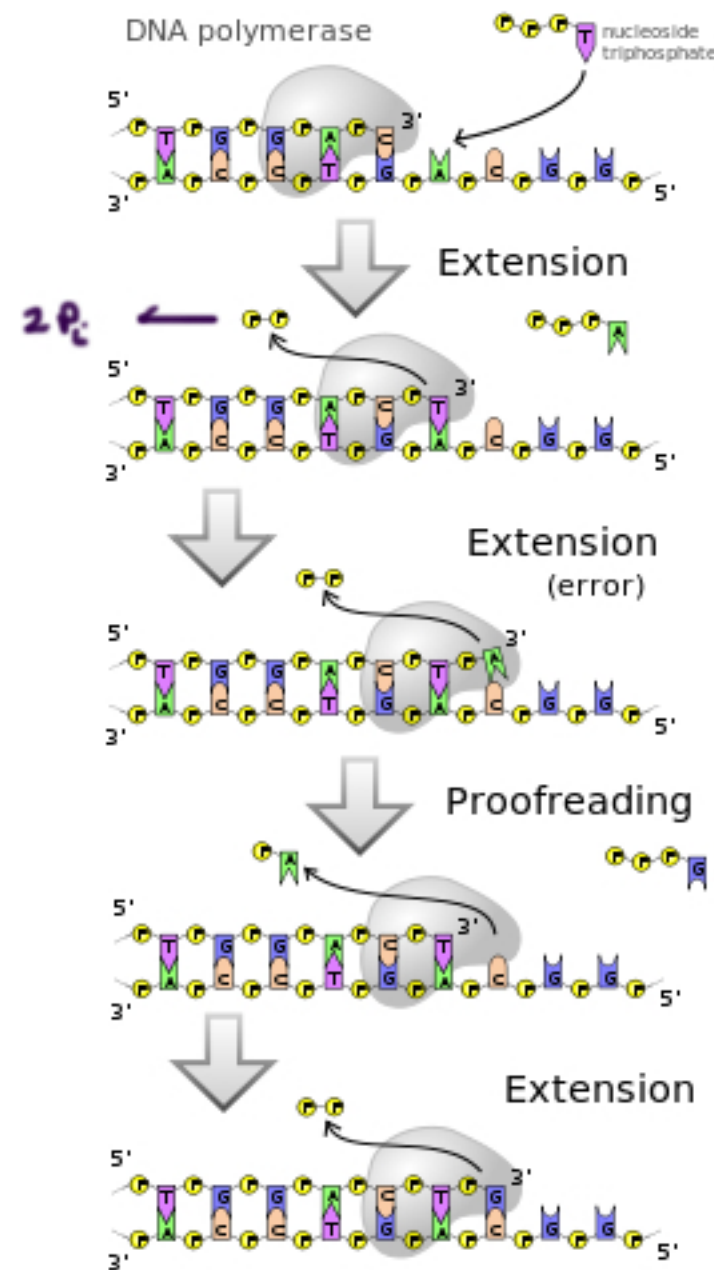 DNA polymerase
P P P T nucleoside
triphosphate
5'
3'
P T P G P G P A P C
A C C T G A C G G
P P P P P P P P P P
3'
5'
Extension
2 Pi
P P
P P P A
5'
3'
P T P G P G P A P C P T
A C C T G A C G G
P P P P P P P P P P
3'
5'
Extension
(error)
P P
5'
3'
P T P G P G P A P C P T P A
A C C T G A C G G
P P P P P P P P P P
3'
5'
Proofreading
P A
P P P G
5'
3'
P T P G P G P A P C P T
A C C T G A C G G
P P P P P P P P P P
3'
5'
Extension
P P
5'
3'
P T P G P G P A P C P T P G
A C C T G A C G G
P P P P P P P P P P
3'
5'